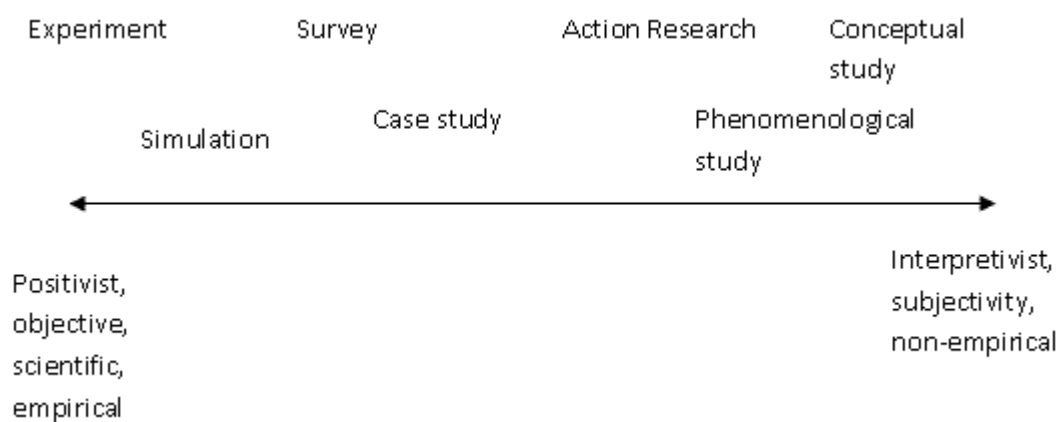 Experiment
Survey
Action Research
Conceptual
study
Simulation
Case study
Phenomenological
study
Positivist,
objective,
scientific,
empirical
Interpretivist,
subjectivity,
non-empirical